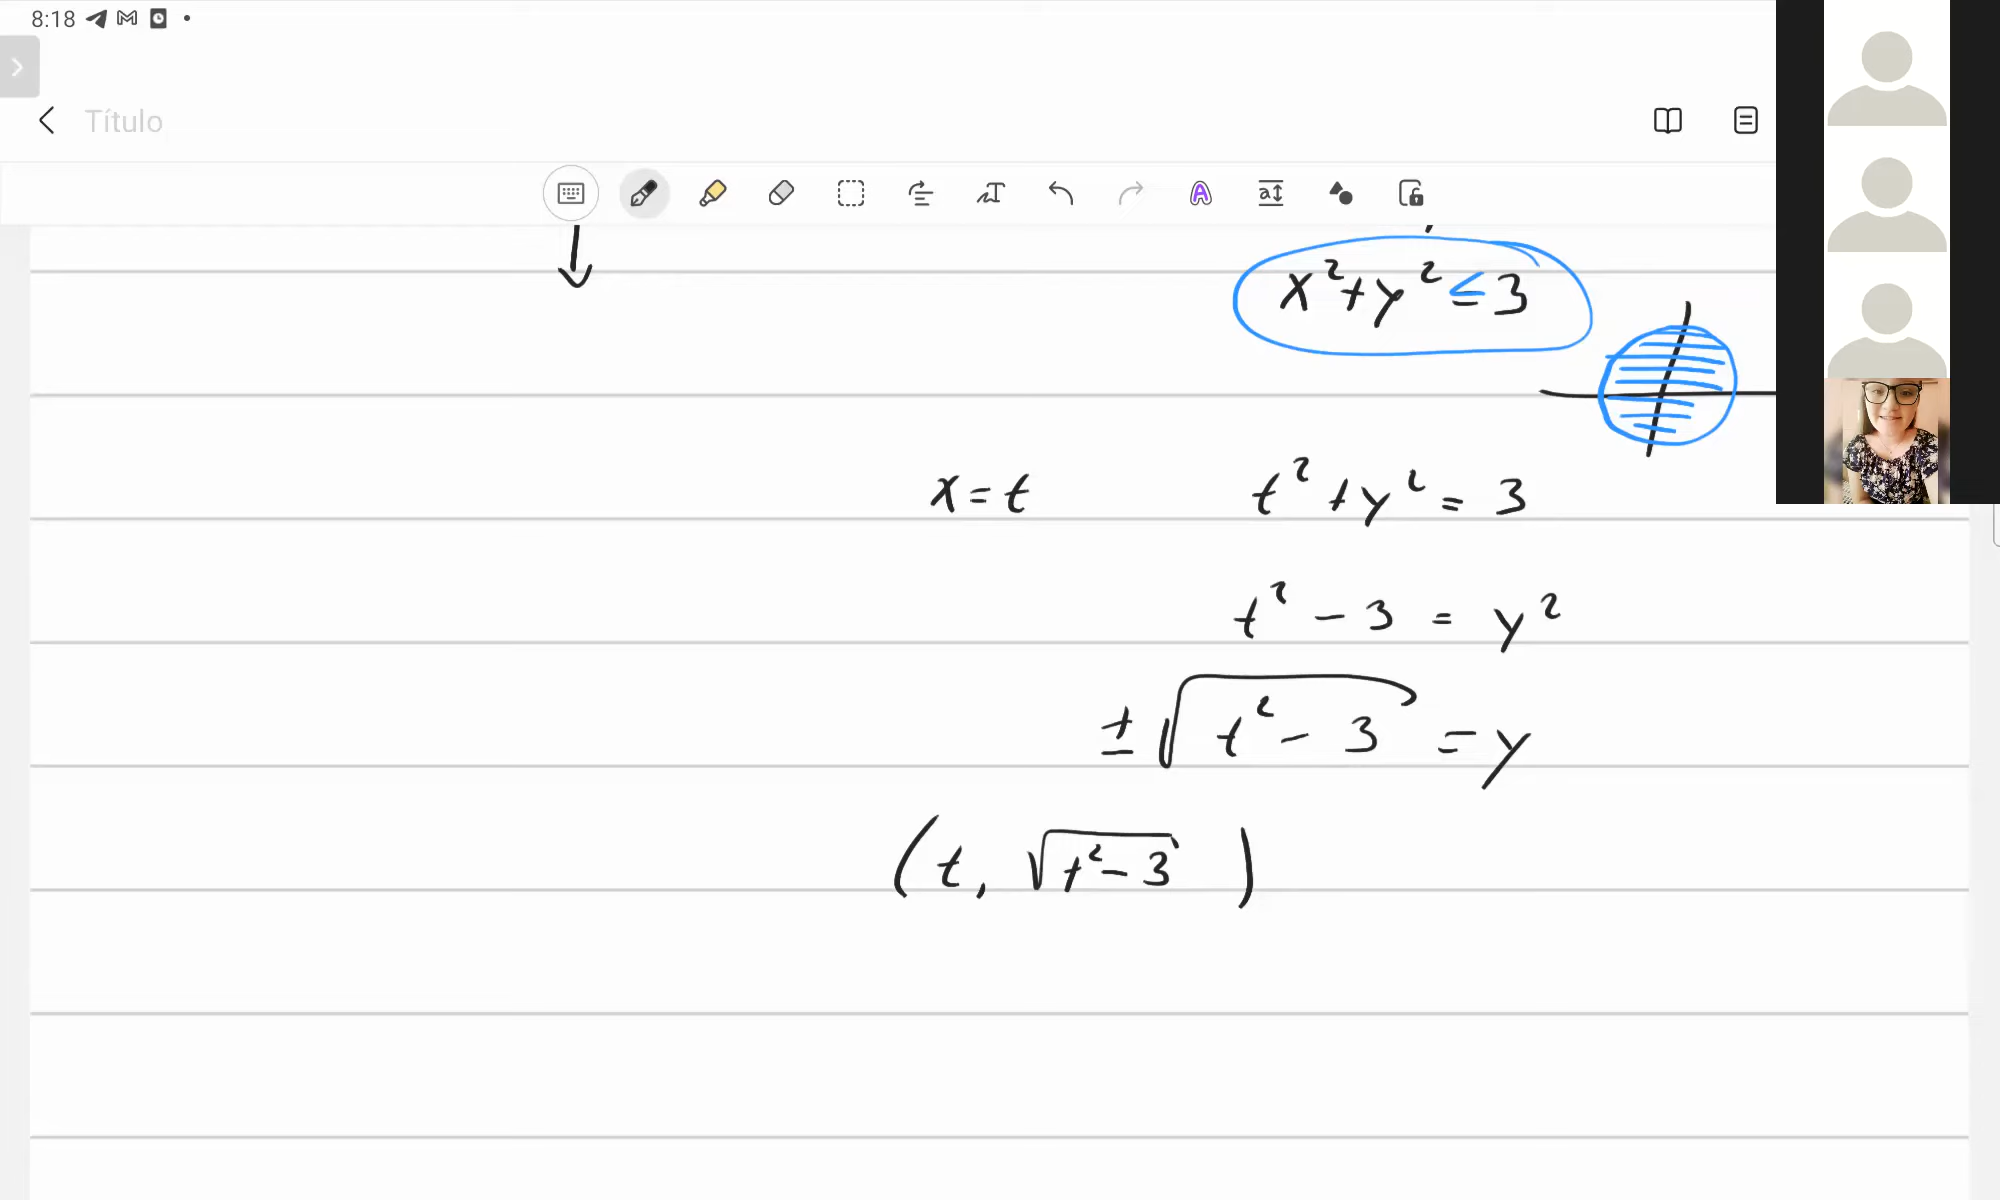 8:18
Título
x²+y²≤3
x=t t²+y²=3
t²-3=y²
±√t²-3=y
(t, √t²-3)